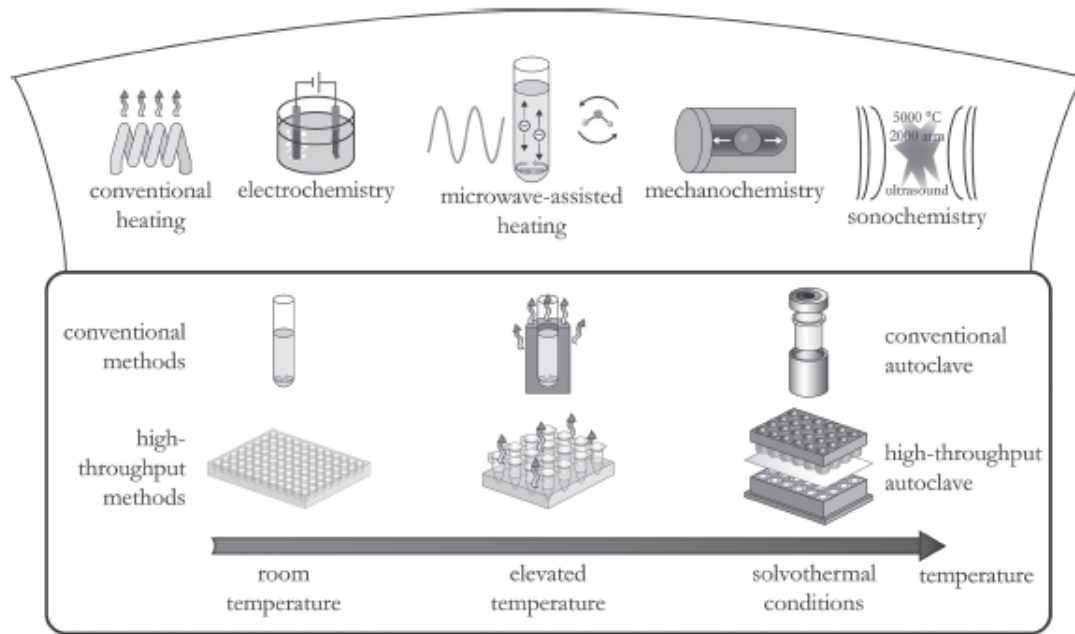 conventional
heating
electrochemistry
microwave-assisted
heating
mechanochemistry
5000 °C
2000 atm
ultrasound
sonochemistry
conventional
methods
conventional
autoclave
high-
throughput
methods
high-throughput
autoclave
room
temperature
elevated
temperature
solvothermal
conditions
temperature